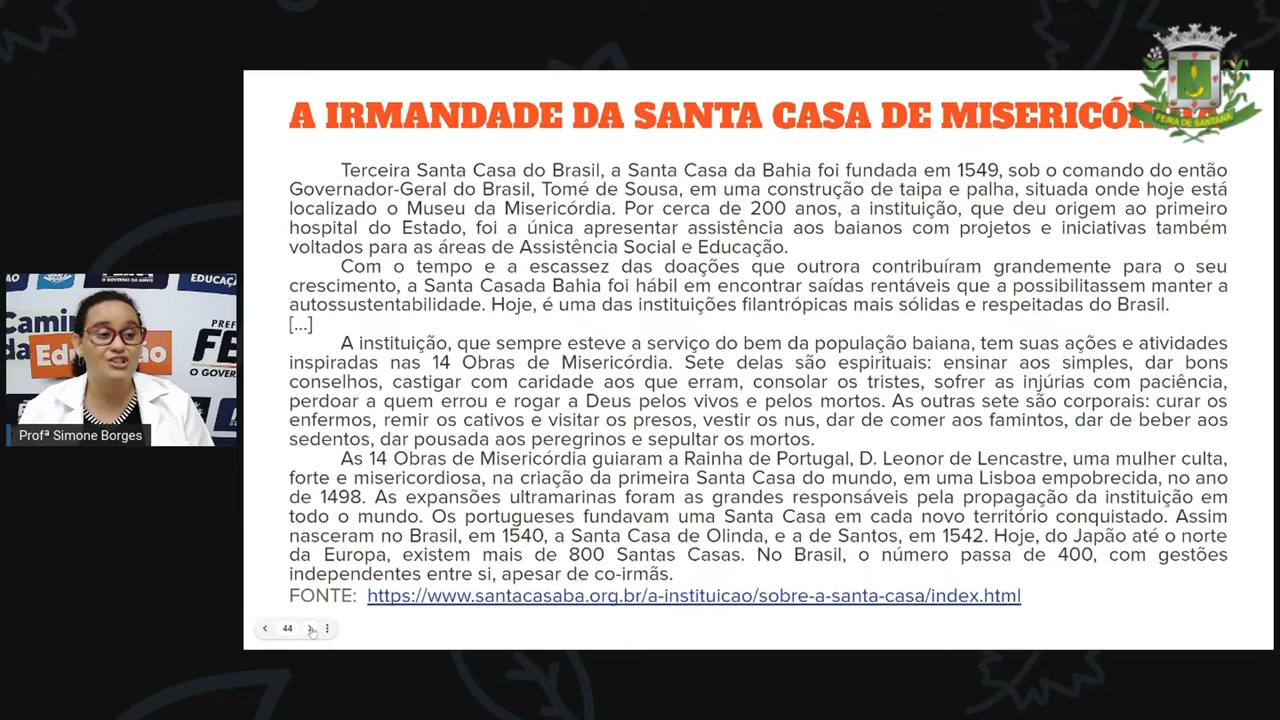 A IRMANDADE DA SANTA CASA DE
FEIRA DE SANTANA
Terceira Santa Casa do Brasil, a Santa Casa da Bahia foi fundada em 1549, sob o comando do então
Governador-Geral do Brasil, Tomé de Sousa, em uma construção de taipa e palha, situada onde hoje está
localizado o Museu da Misericórdia. Por cerca de 200 anos, a instituição, que deu origem ao primeiro
hospital do Estado, foi a única apresentar assistência aos baianos com projetos e iniciativas também
voltados para as áreas de Assistência Social e Educação.
Com o tempo e a escassez das doações que outrora contribuíram grandemente para o seu
crescimento, a Santa Casada Bahia foi hábil em encontrar saídas rentáveis que a possibilitassem manter a
autossustentabilidade. Hoje, é uma das instituições filantrópicas mais sólidas e respeitadas do Brasil.
[...]
A instituição, que sempre esteve a serviço do bem da população baiana, tem suas ações e atividades
inspiradas nas 14 Obras de Misericórdia. Sete delas são espirituais: ensinar aos simples, dar bons
conselhos, castigar com caridade aos que erram, consolar os tristes, sofrer as injúrias com paciência,
perdoar a quem errou e rogar a Deus pelos vivos e pelos mortos. As outras sete são corporais: curar os
enfermos, remir os cativos e visitar os presos, vestir os nus, dar de comer aos famintos, dar de beber aos
sedentos, dar pousada aos peregrinos e sepultar os mortos.
As 14 Obras de Misericórdia guiaram a Rainha de Portugal, D. Leonor de Lencastre, uma mulher culta,
forte e misericordiosa, na criação da primeira Santa Casa do mundo, em uma Lisboa empobrecida, no ano
de 1498. As expansões ultramarinas foram as grandes responsáveis pela propagação da instituição em
todo o mundo. Os portugueses fundavam uma Santa Casa em cada novo território conquistado. Assim
nasceram no Brasil, em 1540, a Santa Casa de Olinda, e a de Santos, em 1542. Hoje, do Japão até o norte
da Europa, existem mais de 800 Santas Casas. No Brasil, o número passa de 400, com gestões
independentes entre si, apesar de co-irmãs.
FONTE: https://www.santacasaba.org.br/a-instituicao/sobre-a-santa-casa/index.html
44
Profª Simone Borges